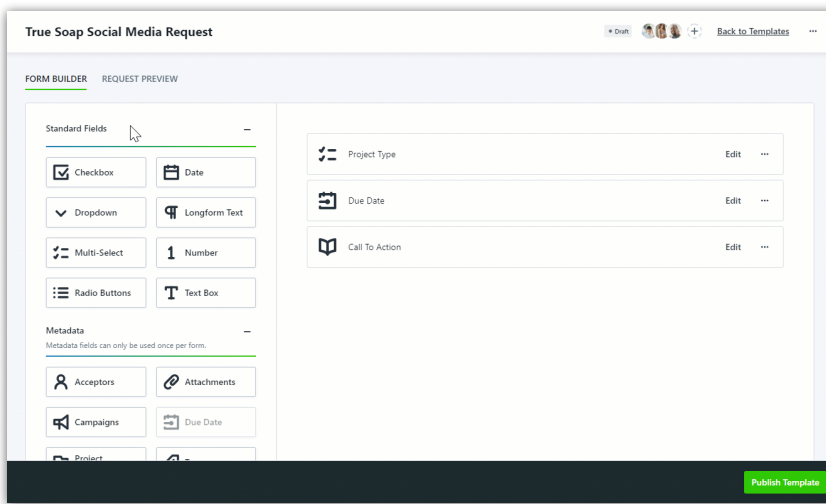 True Soap Social Media Request
Draft
Back to Templates
FORM BUILDER REQUEST PREVIEW
Standard Fields
Checkbox
Date
Dropdown
Longform Text
Multi-Select
1 Number
Radio Buttons
T Text Box
Metadata
Metadata fields can only be used once per form.
Acceptors
Attachments
Campaigns
Due Date
Project
Project Type
Edit
Due Date
Edit
Call To Action
Edit
Publish Template